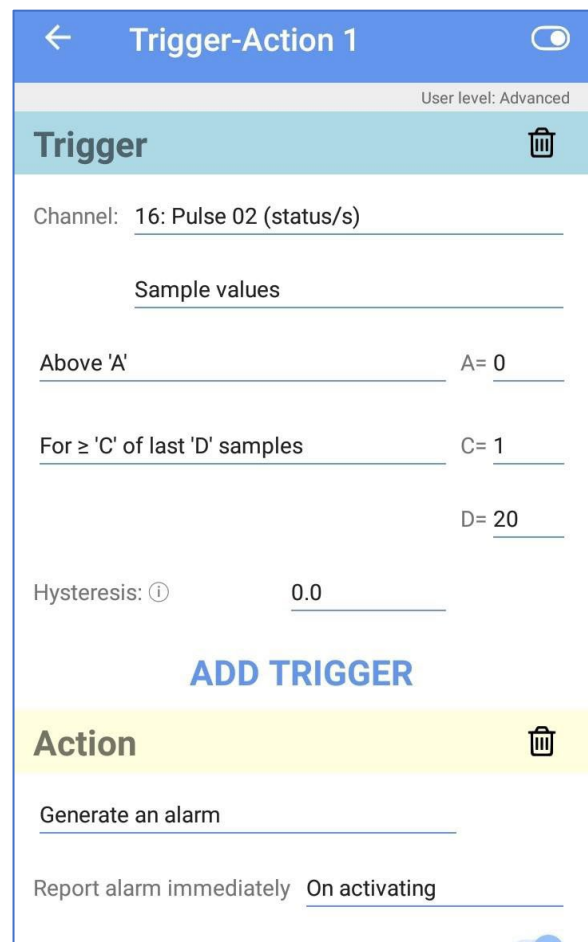 Trigger-Action 1
User level: Advanced
Trigger
Channel: 16: Pulse 02 (status/s)
Sample values
Above 'A' A= 0
For ≥ 'C' of last 'D' samples C= 1
D= 20
Hysteresis: ⓘ 0.0
ADD TRIGGER
Action
Generate an alarm
Report alarm immediately On activating